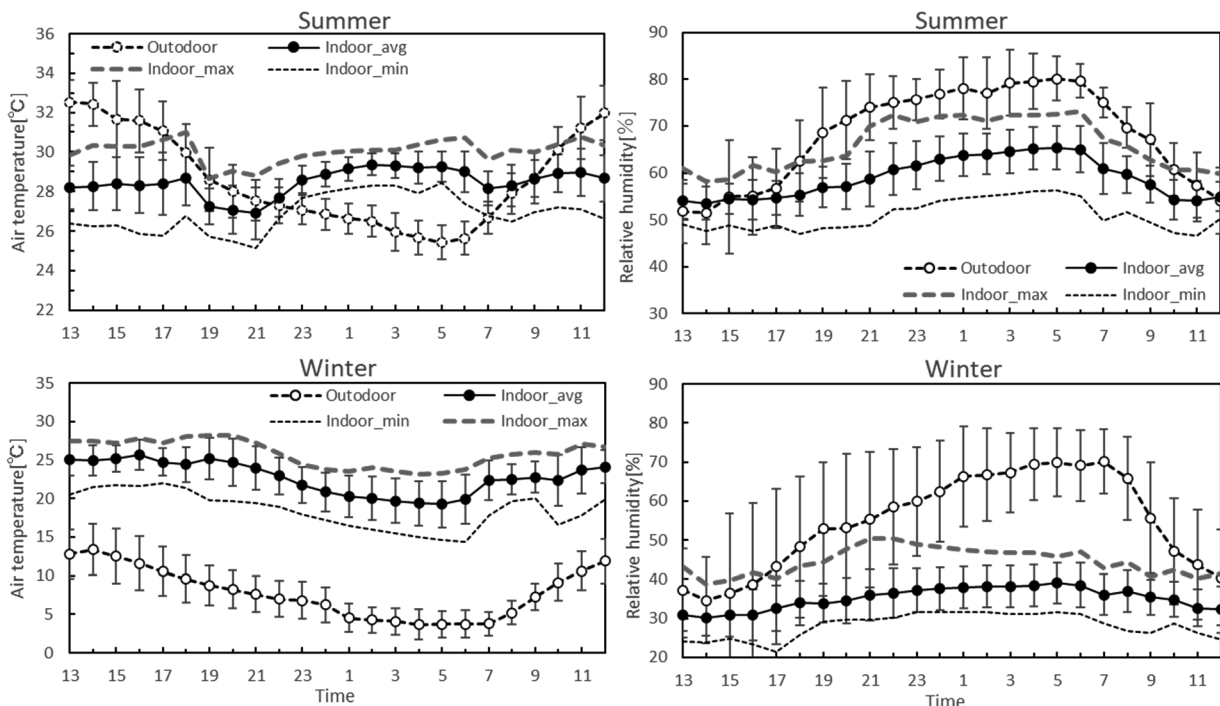 Summer
Air temperature[℃]
36
34
32
30
28
26
24
22
Outodoor
Indoor_avg
Indoor_max
Indoor_min
13 15 17 19 21 23 1 3 5 7 9 11
Summer
Relative humidity[%]
90
80
70
60
50
40
30
Outodoor
Indoor_avg
Indoor_max
Indoor_min
13 15 17 19 21 23 1 3 5 7 9 11
Winter
Air temperature[℃]
35
30
25
20
15
10
5
0
Outodoor
Indoor_avg
Indoor_min
Indoor_max
13 15 17 19 21 23 1 3 5 7 9 11
Time
Winter
Relative humidity[%]
90
80
70
60
50
40
30
20
13 15 17 19 21 23 1 3 5 7 9 11
Time